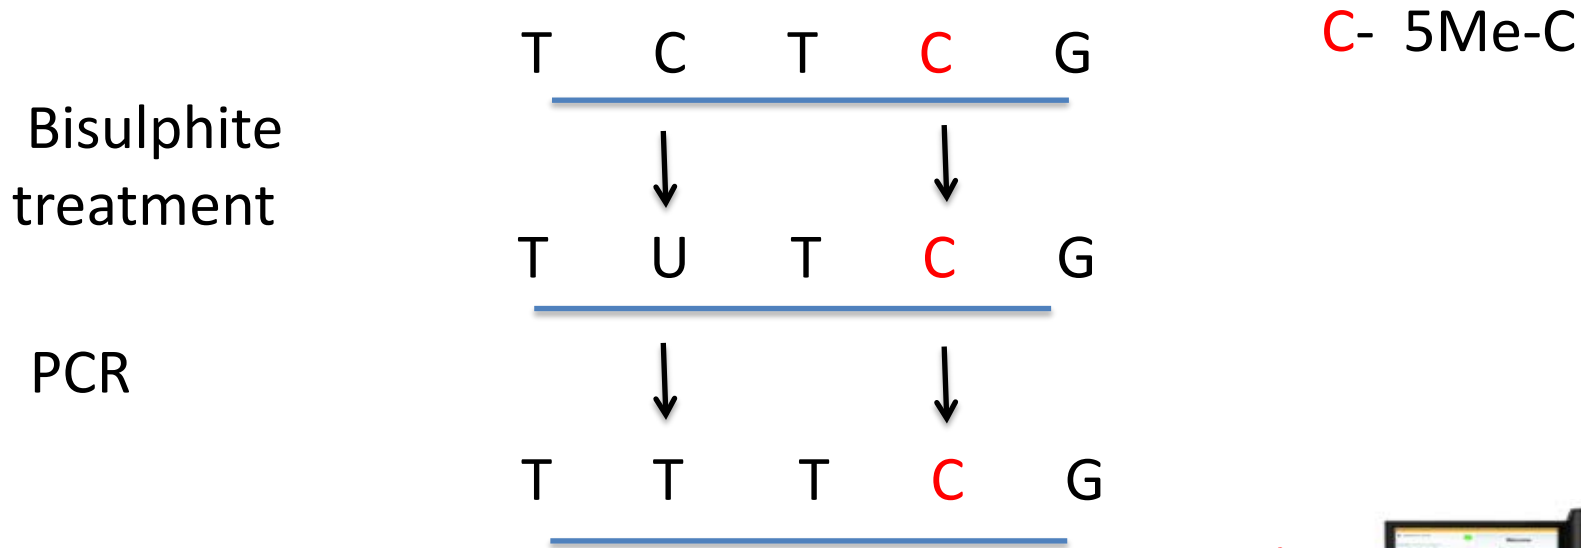 T C T C G
C- 5Me-C
Bisulphite
treatment
T U T C G
PCR
T T T C G